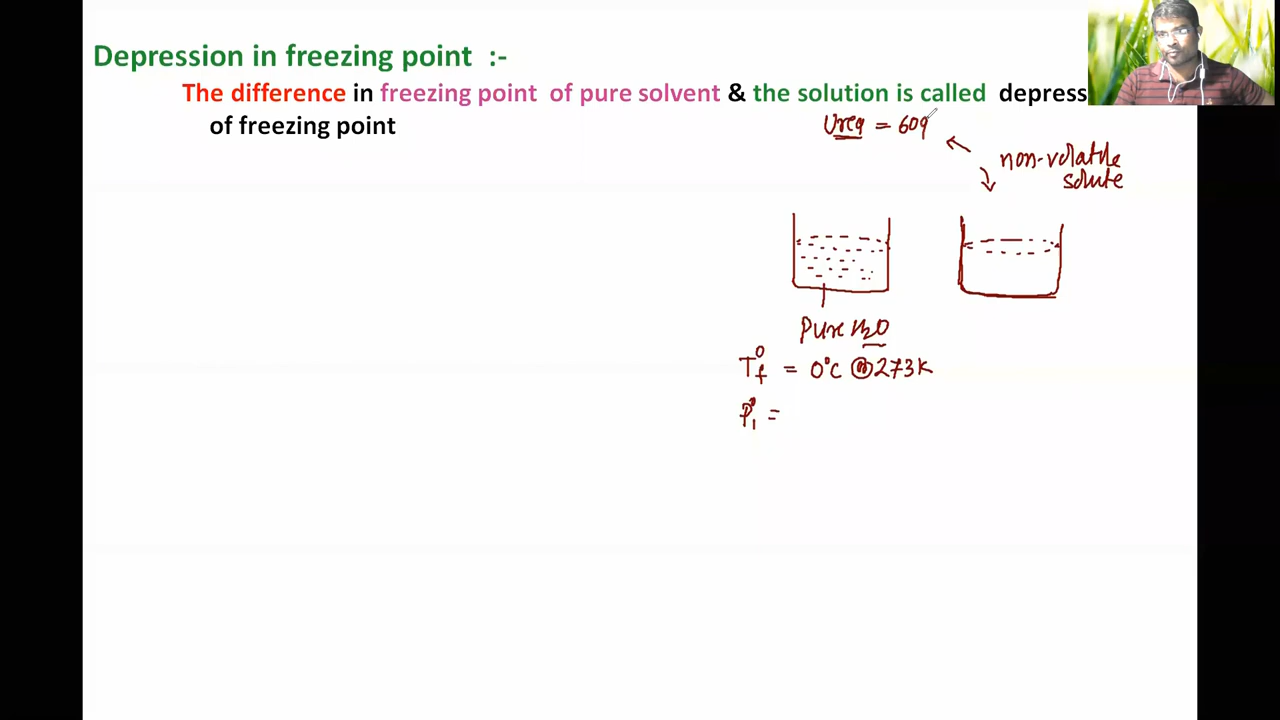 Depression in freezing point :-
The difference in freezing point of pure solvent & the solution is called depress
of freezing point
Urea = 60g
non-volatile
solute
Pure H2O
T°f = 0°C (or) 273K
P°1 =